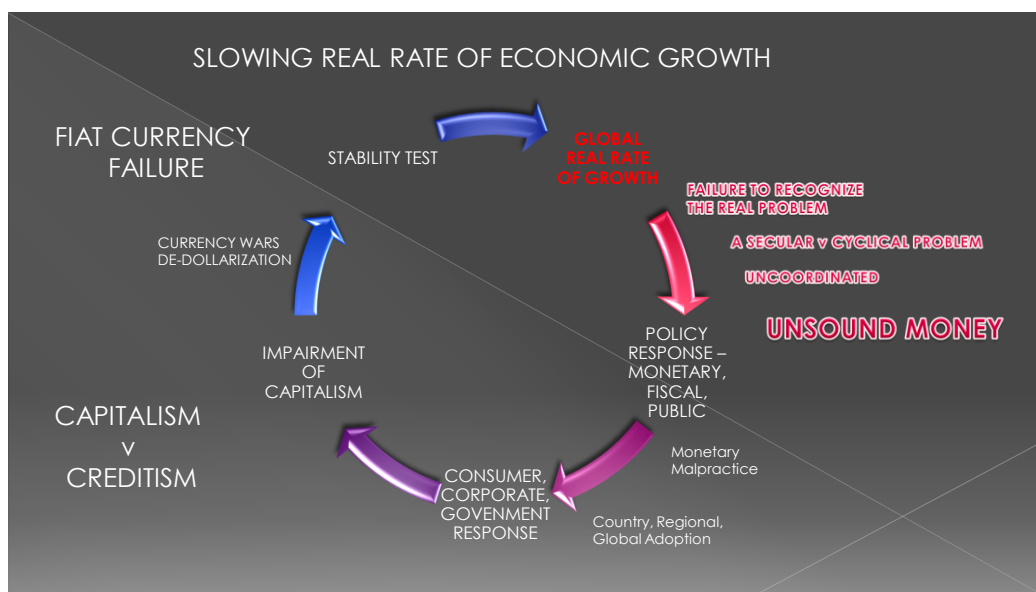 SLOWING REAL RATE OF ECONOMIC GROWTH
FIAT CURRENCY
FAILURE
STABILITY TEST
GLOBAL
REAL RATE
OF GROWTH
FAILURE TO RECOGNIZE
THE REAL PROBLEM
A SECULAR v CYCLICAL PROBLEM
UNCOORDINATED
UNSOUND MONEY
CURRENCY WARS
DE-DOLLARIZATION
POLICY
RESPONSE –
MONETARY,
FISCAL,
PUBLIC
IMPAIRMENT
OF
CAPITALISM
CAPITALISM
v
CREDITISM
Monetary
Malpractice
CONSUMER,
CORPORATE,
GOVENMENT
RESPONSE
Country, Regional,
Global Adoption